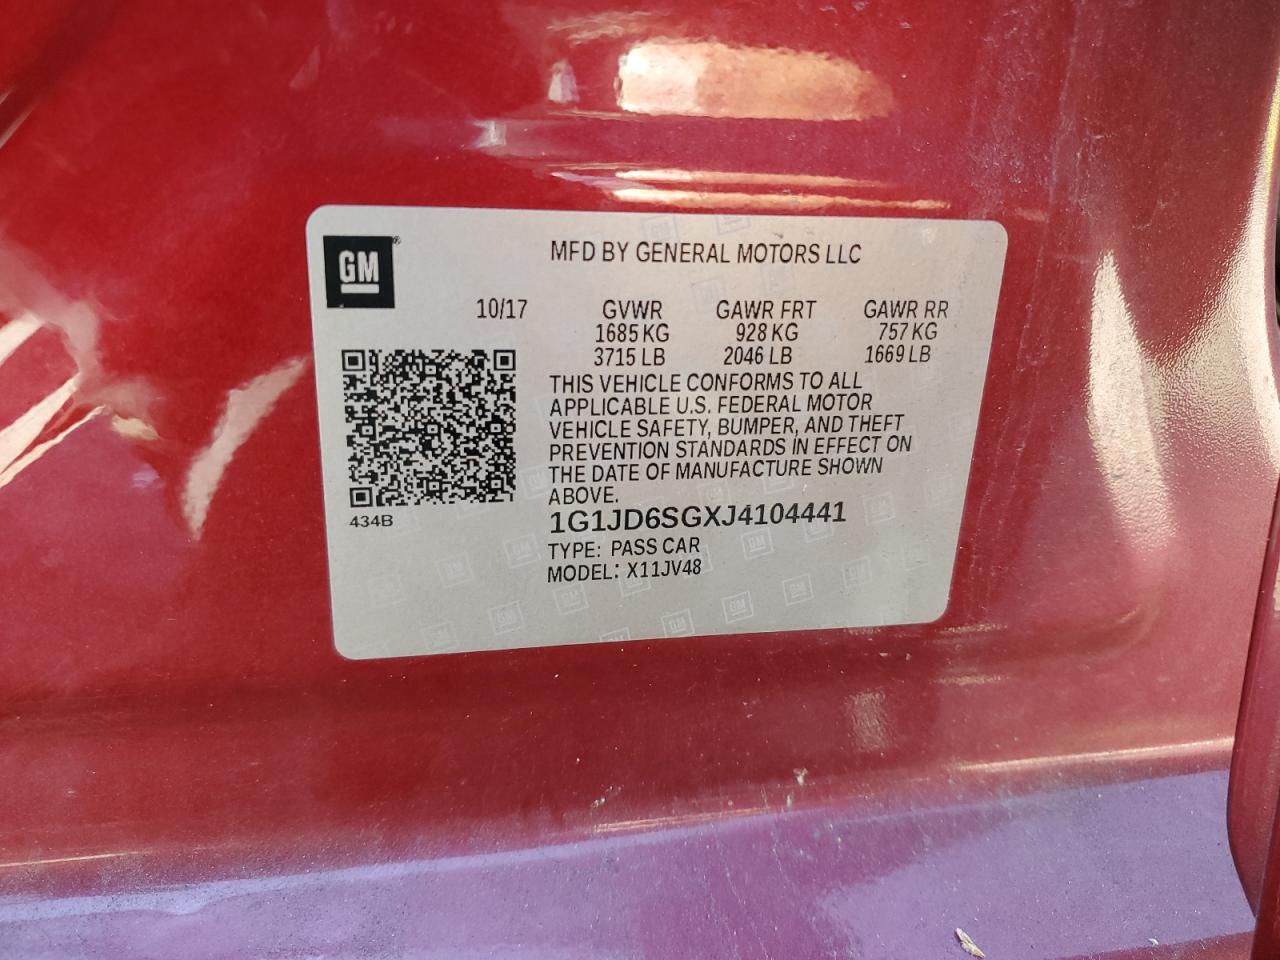 GM®
MFD BY GENERAL MOTORS LLC
10/17 GVWR GAWR FRT GAWR RR
1685 KG 928 KG 757 KG
3715 LB 2046 LB 1669 LB
THIS VEHICLE CONFORMS TO ALL
APPLICABLE U.S. FEDERAL MOTOR
VEHICLE SAFETY, BUMPER, AND THEFT
PREVENTION STANDARDS IN EFFECT ON
THE DATE OF MANUFACTURE SHOWN
ABOVE.
434B
1G1JD6SGXJ4104441
TYPE: PASS CAR
MODEL: X11JV48